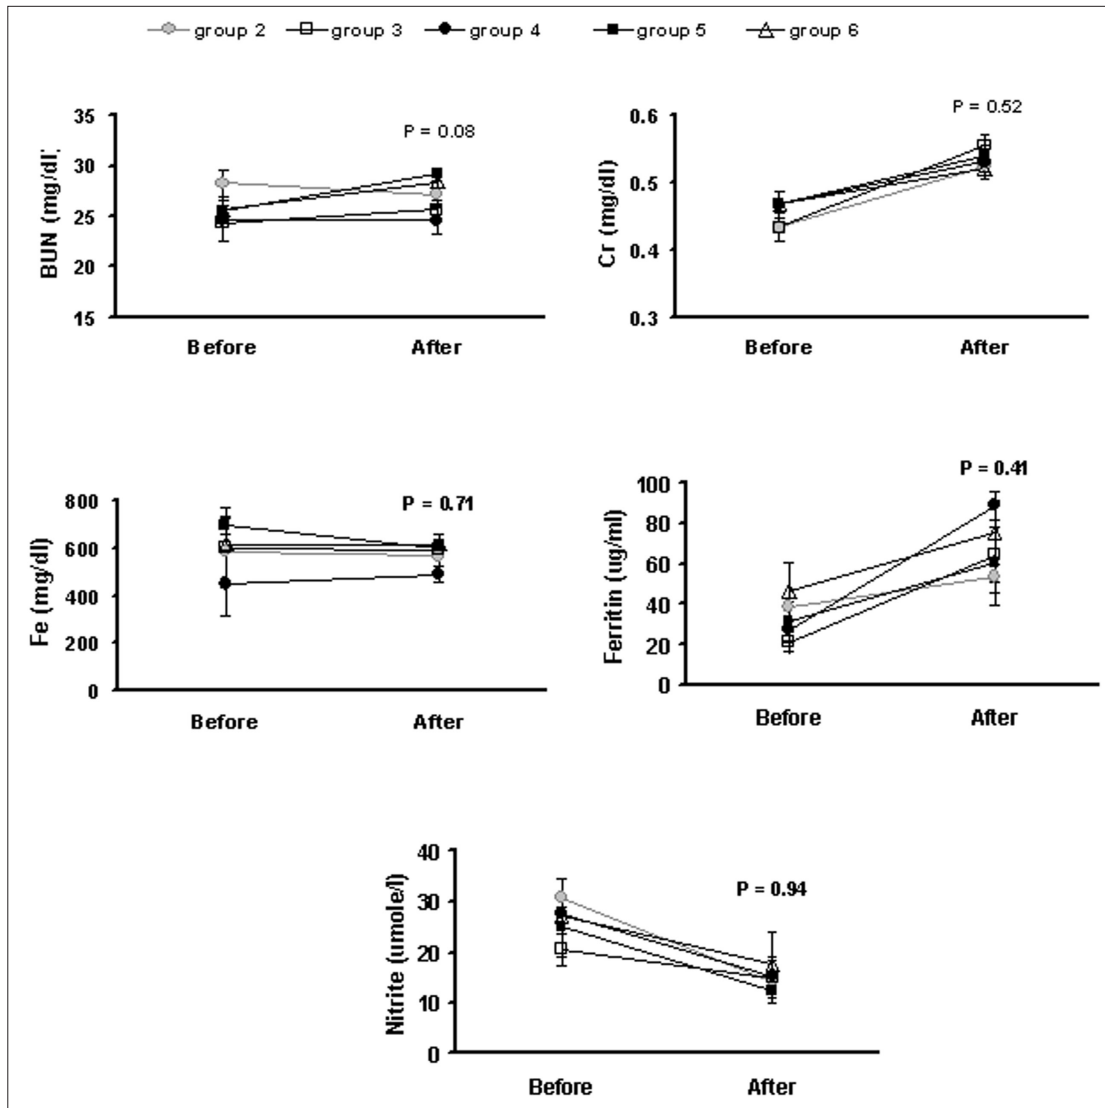 group 2 group 3 group 4 group 5 group 6
BUN (mg/dl)
35
30
25
20
15
P = 0.08
Before After
Cr (mg/dl)
0.6
0.5
0.4
0.3
P = 0.52
Before After
Fe (mg/dl)
800
600
400
200
0
P = 0.71
Before After
Ferritin (ug/ml)
100
80
60
40
20
0
P = 0.41
Before After
Nitrite (umole/l)
40
30
20
10
0
P = 0.94
Before After